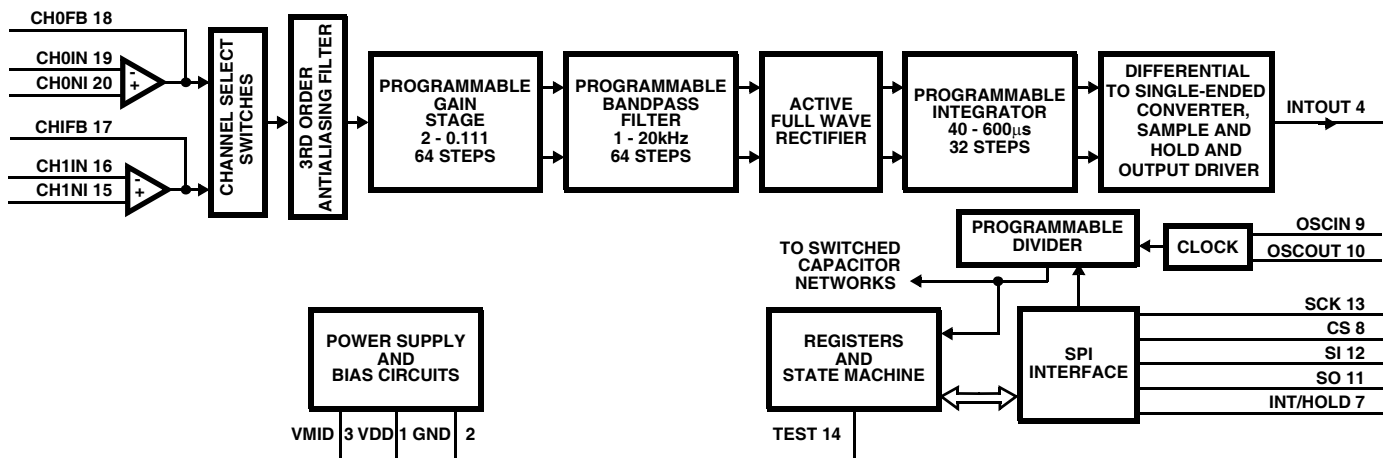 CH0FB 18
CH0IN 19
CH0NI 20
-
+
CHIFB 17
CH1IN 16
CH1NI 15
-
+
CHANNEL SELECT
SWITCHES
3RD ORDER
ANTIALIASING FILTER
PROGRAMMABLE
GAIN
STAGE
2 - 0.111
64 STEPS
PROGRAMMABLE
BANDPASS
FILTER
1 - 20kHz
64 STEPS
ACTIVE
FULL WAVE
RECTIFIER
PROGRAMMABLE
INTEGRATOR
40 - 600μs
32 STEPS
DIFFERENTIAL
TO SINGLE-ENDED
CONVERTER,
SAMPLE AND
HOLD AND
OUTPUT DRIVER
INTOUT 4
PROGRAMMABLE
DIVIDER
CLOCK
OSCIN 9
OSCOUT 10
TO SWITCHED
CAPACITOR
NETWORKS
POWER SUPPLY
AND
BIAS CIRCUITS
VMID 3 VDD 1 GND 2
REGISTERS
AND
STATE MACHINE
TEST 14
SPI
INTERFACE
SCK 13
CS 8
SI 12
SO 11
INT/HOLD 7